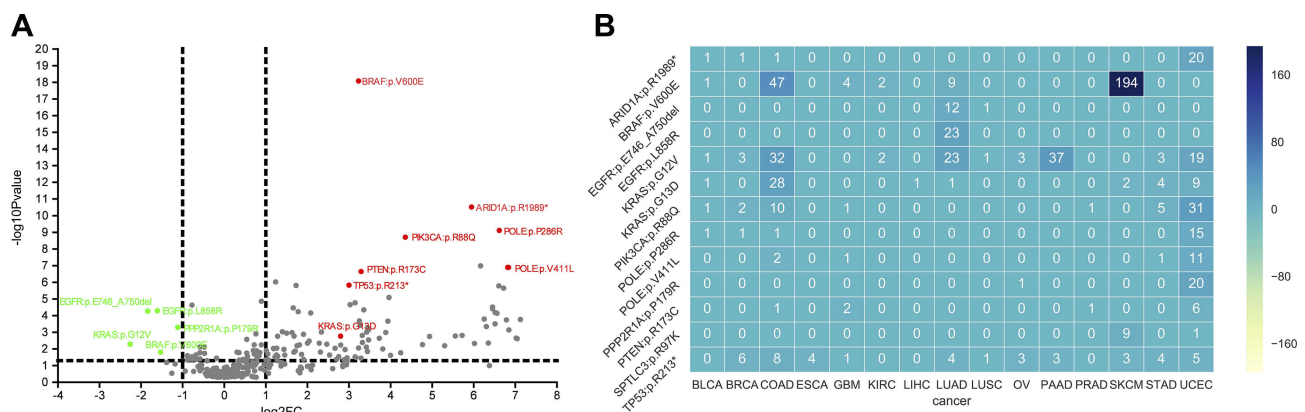 A
20
19
18
17
16
15
14
13
12
11
10
9
8
7
6
5
4
3
2
1
0
-log10Pvalue
BRAF:p.V600E
ARID1A:p.R1989*
POLE:p.P286R
PIK3CA:p.R88Q
PTEN:p.R173C
POLE:p.V411L
TP53:p.R213*
EGFR:p.E746_A750del
EGFR:p.L858R
PPP2R1A:p.P179R
KRAS:p.G13D
KRAS:p.G12V
BRAF:p.V600E
-4 -3 -2 -1 0 1 2 3 4 5 6 7 8
log2FC
B
ARID1A:p.R1989*
BRAF:p.V600E
EGFR:p.E746_A750del
EGFR:p.L858R
KRAS:p.G12V
KRAS:p.G13D
PIK3CA:p.R88Q
POLE:p.P286R
POLE:p.V411L
PPP2R1A:p.P179R
PTEN:p.R173C
SPTLC3:p.R97K
TP53:p.R213*
1 1 1 0 0 0 0 0 0 0 0 0 0 0 20
1 0 47 0 4 2 0 9 0 0 0 0 194 0 0
0 0 0 0 0 0 0 12 1 0 0 0 0 0 0
0 0 0 0 0 0 0 23 0 0 0 0 0 0 0
1 3 32 0 0 2 0 23 1 3 37 0 0 3 19
1 0 28 0 0 0 1 1 0 0 0 0 2 4 9
1 2 10 0 1 0 0 0 0 0 0 1 0 5 31
1 1 1 0 0 0 0 0 0 0 0 0 0 0 15
0 0 2 0 1 0 0 0 0 0 0 0 0 1 11
0 0 0 0 0 0 0 0 0 1 0 0 0 0 20
0 0 1 0 2 0 0 0 0 0 0 1 0 0 6
0 0 0 0 0 0 0 0 0 0 0 0 9 0 1
0 6 8 4 1 0 0 4 1 3 3 0 3 4 5
BLCA BRCA COAD ESCA GBM KIRC LIHC LUAD LUSC OV PAAD PRAD SKCM STAD UCEC
cancer
160
80
0
-80
-160